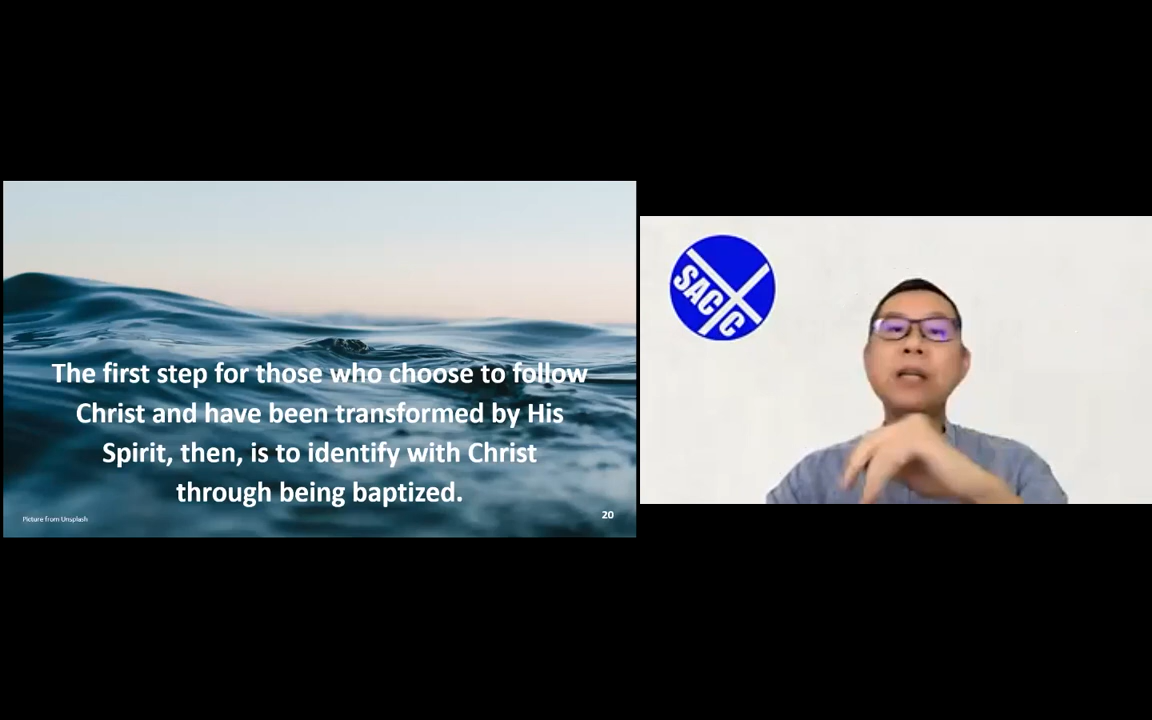 The first step for those who choose to follow
Christ and have been transformed by His
Spirit, then, is to identify with Christ
through being baptized.
Picture from Unsplash
20
SAC C